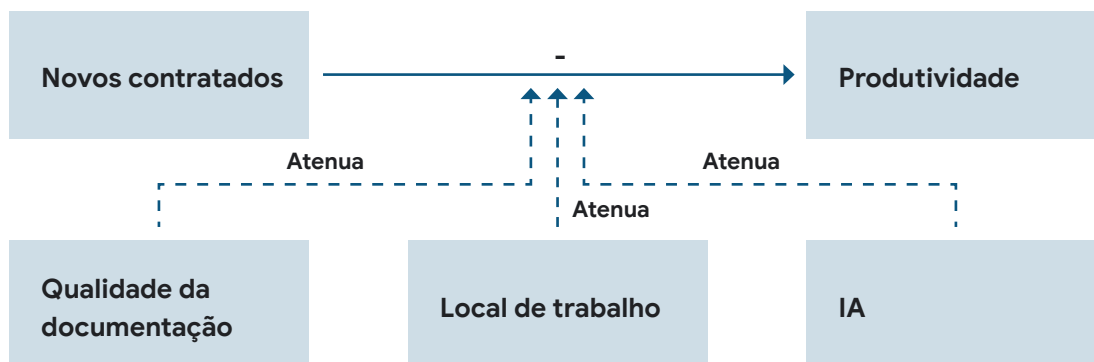 -
Novos contratados
Produtividade
Atenua
Atenua
Atenua
Qualidade da
documentação
Local de trabalho
IA